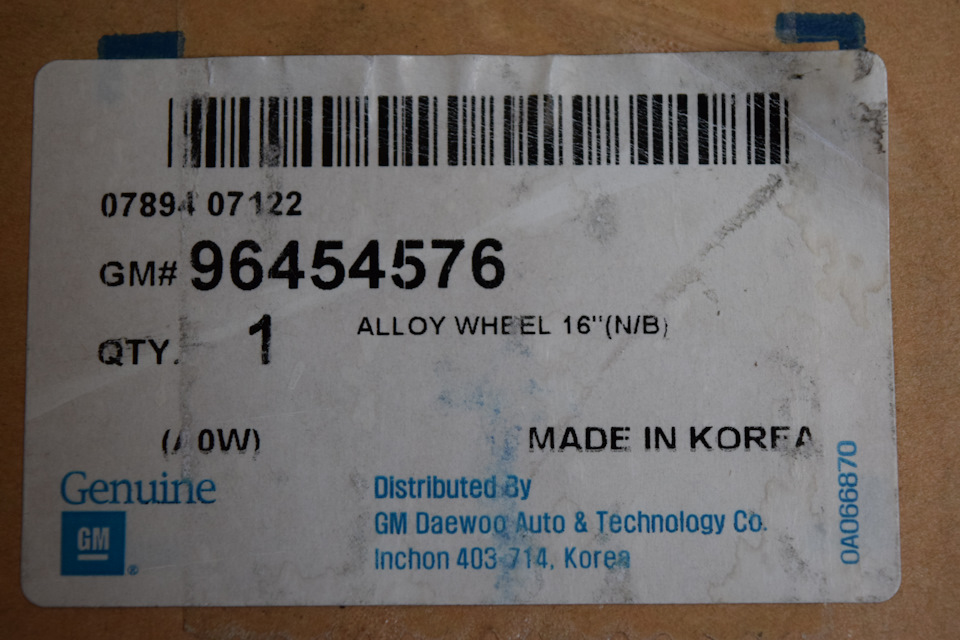 07894 07122
GM# 96454576
QTY. 1 ALLOY WHEEL 16"(N/B)
MADE IN KOREA
Genuine
GM
Distributed By
GM Daewoo Auto & Technology Co.
Inchon 403-714, Korea
0A066870